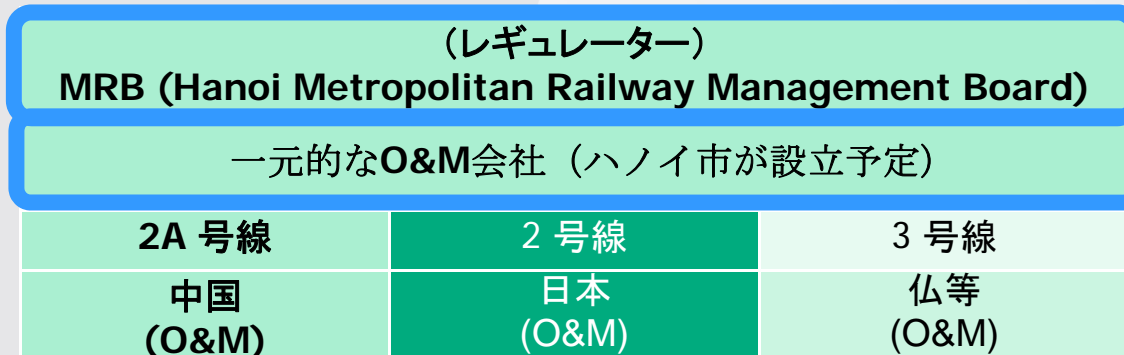 （レギュレーター）
MRB (Hanoi Metropolitan Railway Management Board)
一元的なO&M会社（ハノイ市が設立予定）
2A 号線 2 号線 3 号線
中国 日本 仏等
(O&M) (O&M) (O&M)